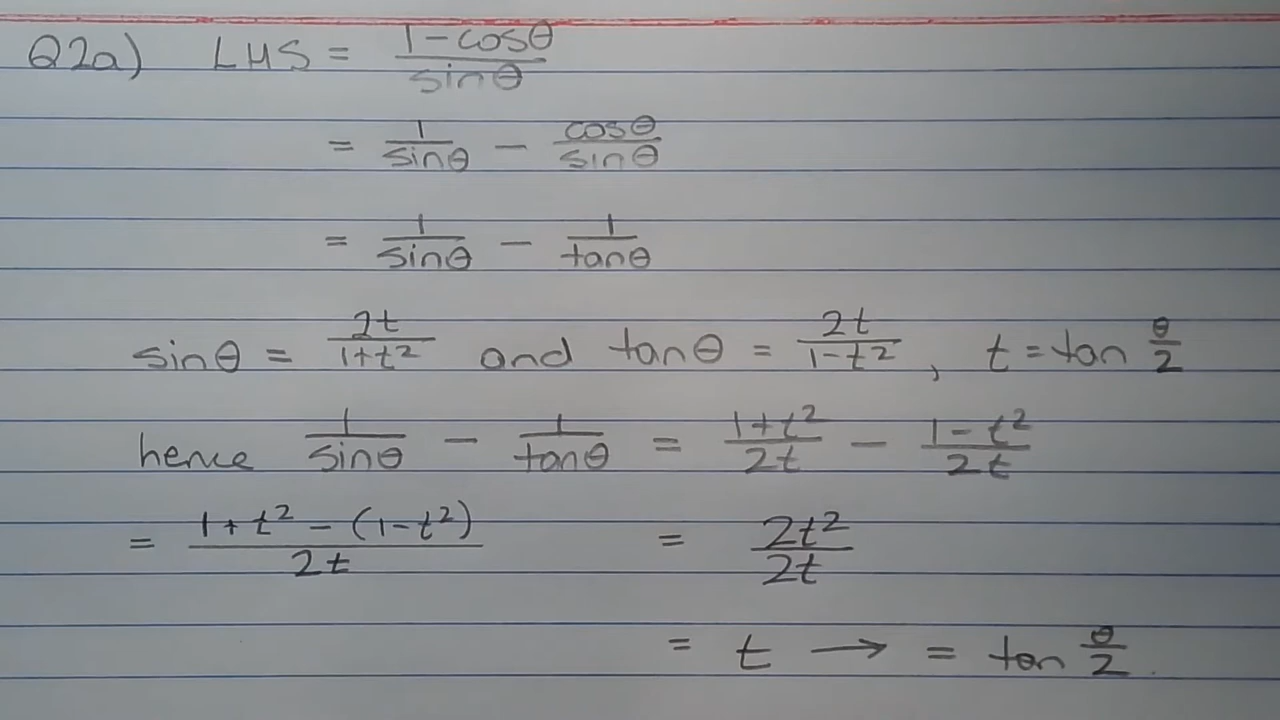 Q2a) LHS = (1-cosθ)/(sinθ)
= 1/(sinθ) - (cosθ)/(sinθ)
= 1/(sinθ) - 1/(tanθ)
sinθ = 2t/(1+t²) and tanθ = 2t/(1-t²), t = tan θ/2
hence 1/(sinθ) - 1/(tanθ) = (1+t²)/(2t) - (1-t²)/(2t)
= (1+t² - (1-t²))/(2t) = 2t²/(2t)
= t → = tan θ/2.